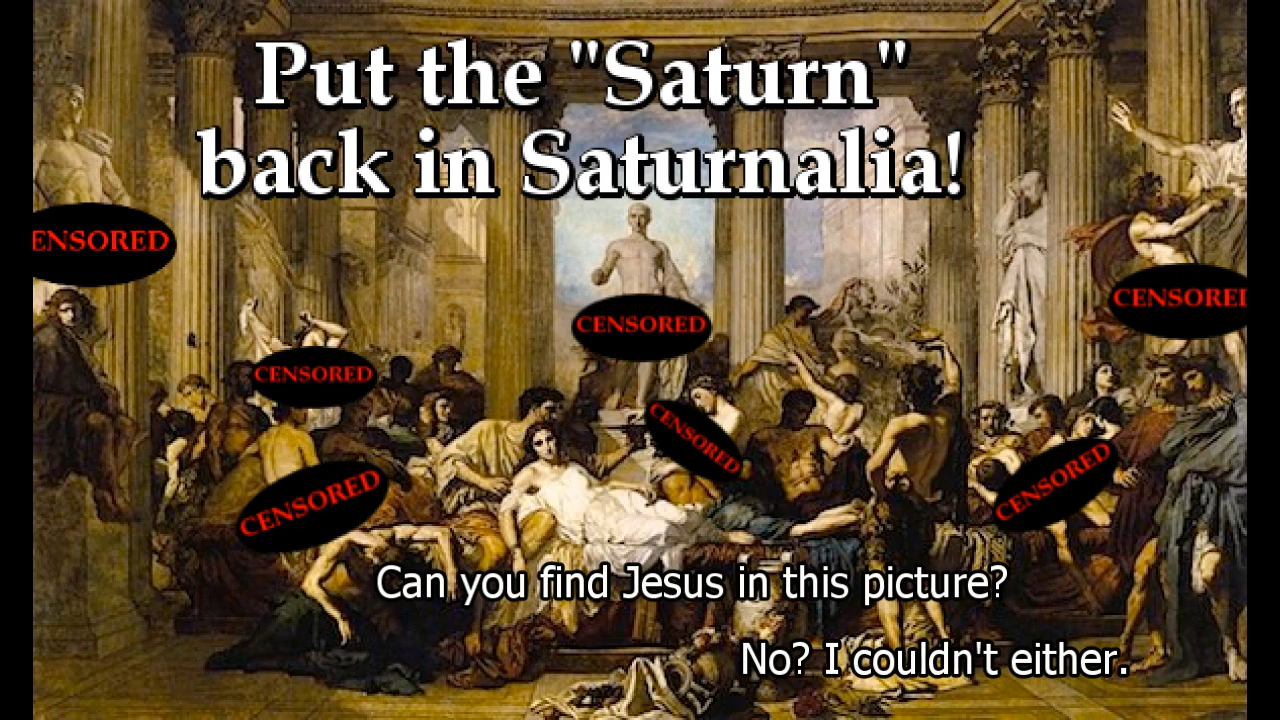 Put the "Saturn"
back in Saturnalia!
ENSORED
CENSORED
CENSORED
CENSORED
CENSORED
CENSORED
CENSORED
Can you find Jesus in this picture?
No? I couldn't either.